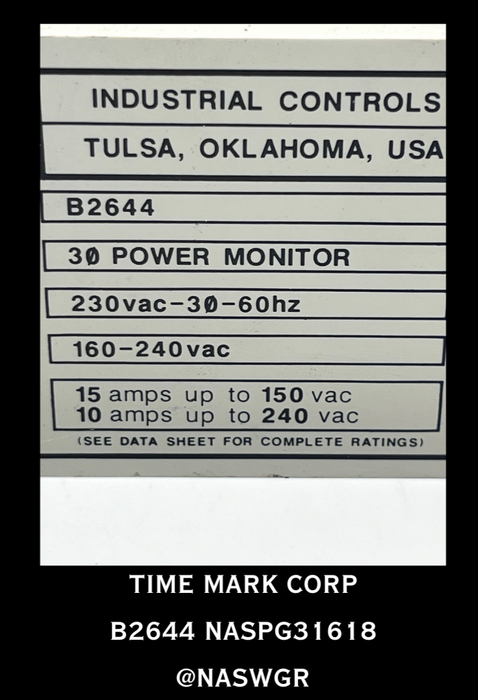 INDUSTRIAL CONTROLS
TULSA, OKLAHOMA, USA
B2644
3Ø POWER MONITOR
230vac-3Ø-60hz
160-240vac
15 amps up to 150 vac
10 amps up to 240 vac
(SEE DATA SHEET FOR COMPLETE RATINGS)
TIME MARK CORP
B2644 NASPG31618
@NASWGR